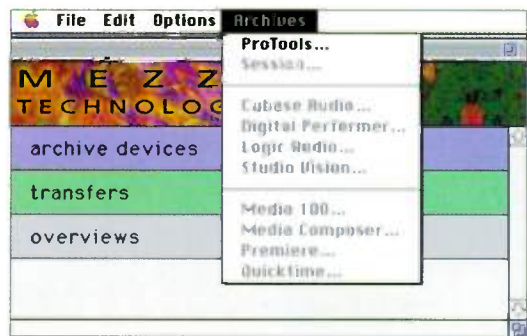 File Edit Options Archives
ProTools...
Session...
MEZZ
TECHNOLOG
Cubase Audio...
Digital Performer...
archive devices
Logic Audio...
Studio Vision...
transfers
Media 100...
overviews
Media Composer...
Premiere...
Quicktime...